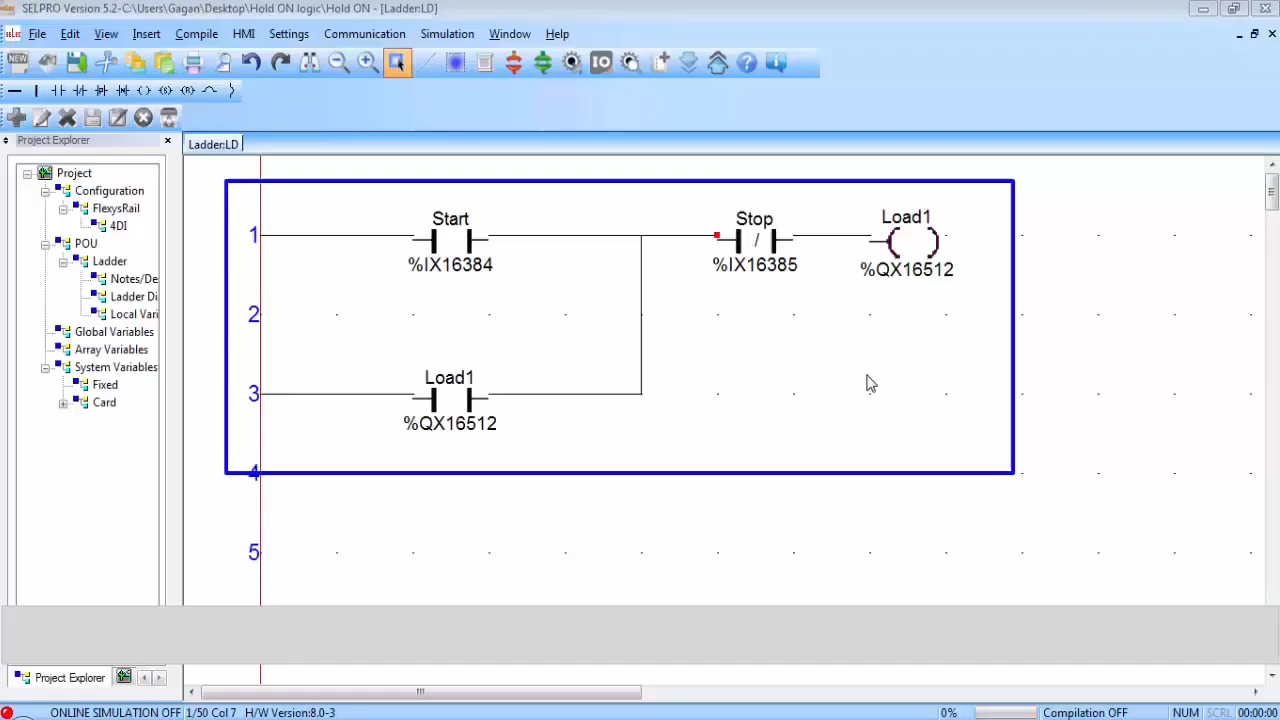 SELPRO Version 5.2-C:\Users\Gagan\Desktop\Hold ON logic\Hold ON - [Ladder:LD]
selec File Edit View Insert Compile HMI Settings Communication Simulation Window Help
NEW IO ? i
(S) (R)
Project Explorer
Ladder:LD
Project
Configuration
FlexysRail
4DI
POU
Ladder
Notes/De
Ladder Di
Local Vari
Global Variables
Array Variables
System Variables
Fixed
Card
Start Stop Load1
1 /
%IX16384 %IX16385 %QX16512
2
Load1
3
%QX16512
4
5
Project Explorer
ONLINE SIMULATION OFF 1/50 Col 7 H/W Version:8.0-3 0% Compilation OFF NUM SCRL 00:00:00